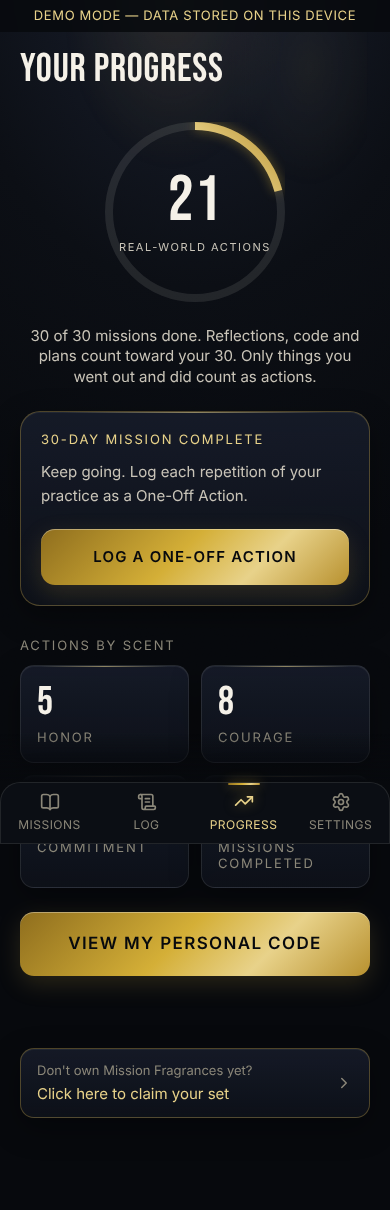 DEMO MODE — DATA STORED ON THIS DEVICE
YOUR PROGRESS
21
REAL-WORLD ACTIONS
30 of 30 missions done. Reflections, code and
plans count toward your 30. Only things you
went out and did count as actions.
30-DAY MISSION COMPLETE
Keep going. Log each repetition of your
practice as a One-Off Action.
LOG A ONE-OFF ACTION
ACTIONS BY SCENT
5
HONOR
8
COURAGE
MISSIONS
LOG
PROGRESS
SETTINGS
COMMITMENT
MISSIONS
COMPLETED
VIEW MY PERSONAL CODE
Don't own Mission Fragrances yet?
Click here to claim your set